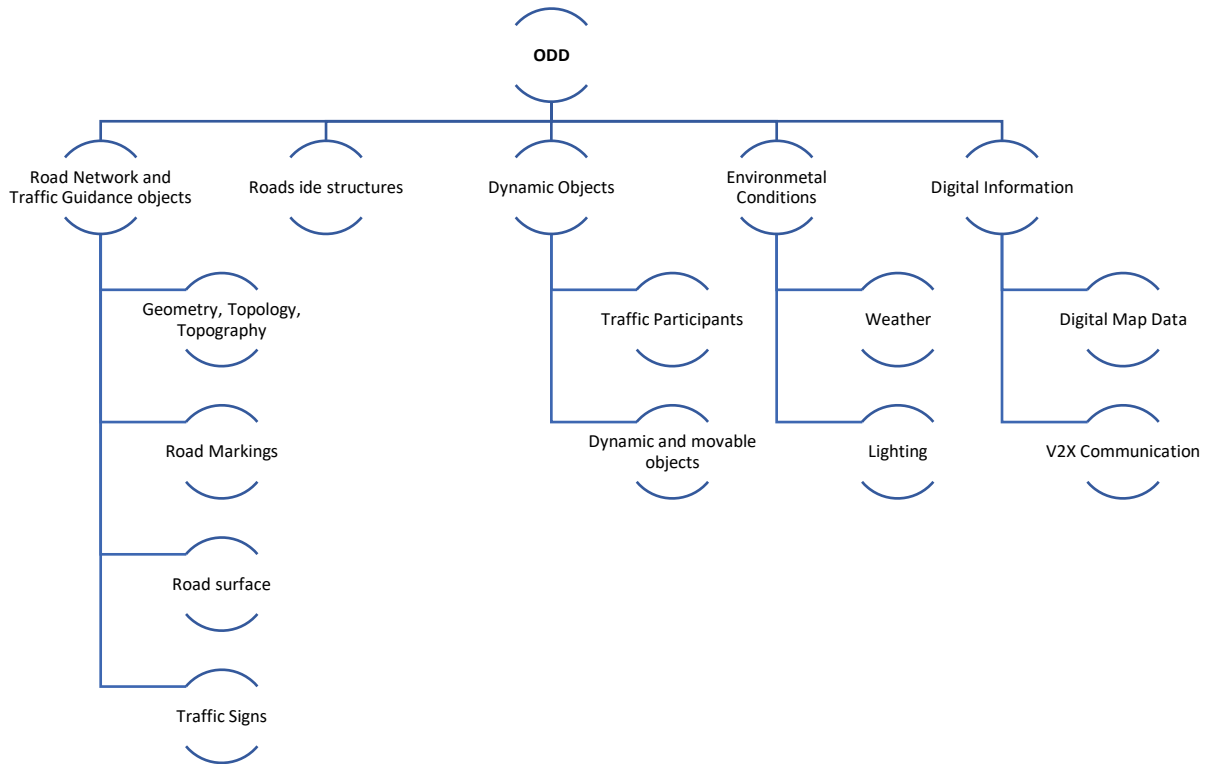 ODD
Road Network and
Traffic Guidance objects
Roads ide structures
Dynamic Objects
Environmetal
Conditions
Digital Information
Geometry, Topology,
Topography
Traffic Participants
Weather
Digital Map Data
Road Markings
Dynamic and movable
objects
Lighting
V2X Communication
Road surface
Traffic Signs